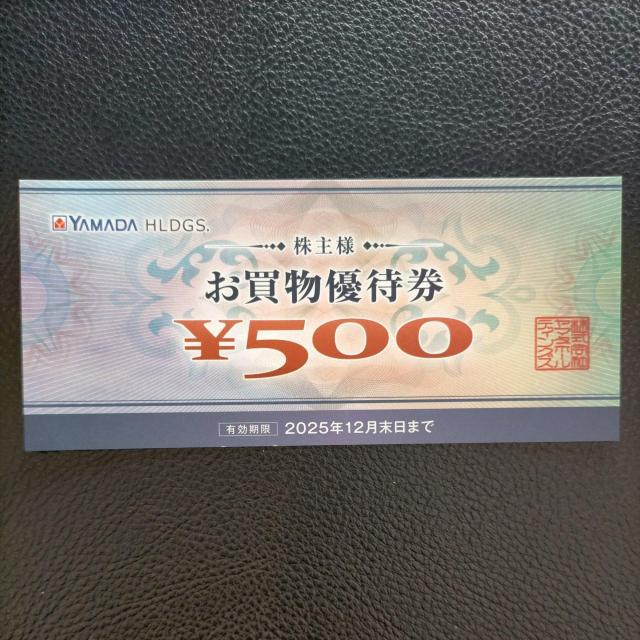 YAMADA HLDGS.
株主様
お買物優待券
¥500
有効期限 2025年12月末日まで